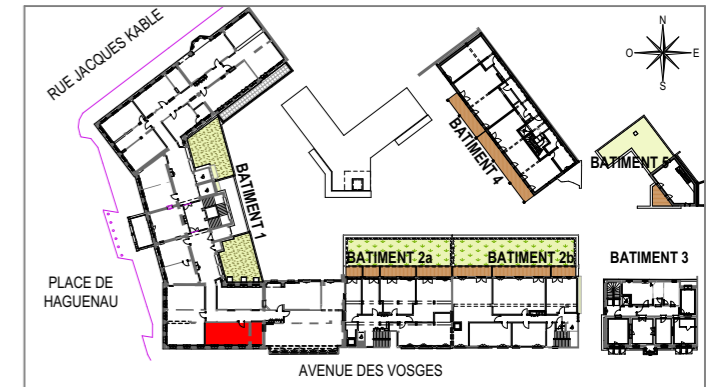 RUE JACQUES KABLE
N
O
E
S
BATIMENT 4
BATIMENT 5
BATIMENT 1
BATIMENT 2a
BATIMENT 2b
BATIMENT 3
PLACE DE
HAGUENAU
AVENUE DES VOSGES